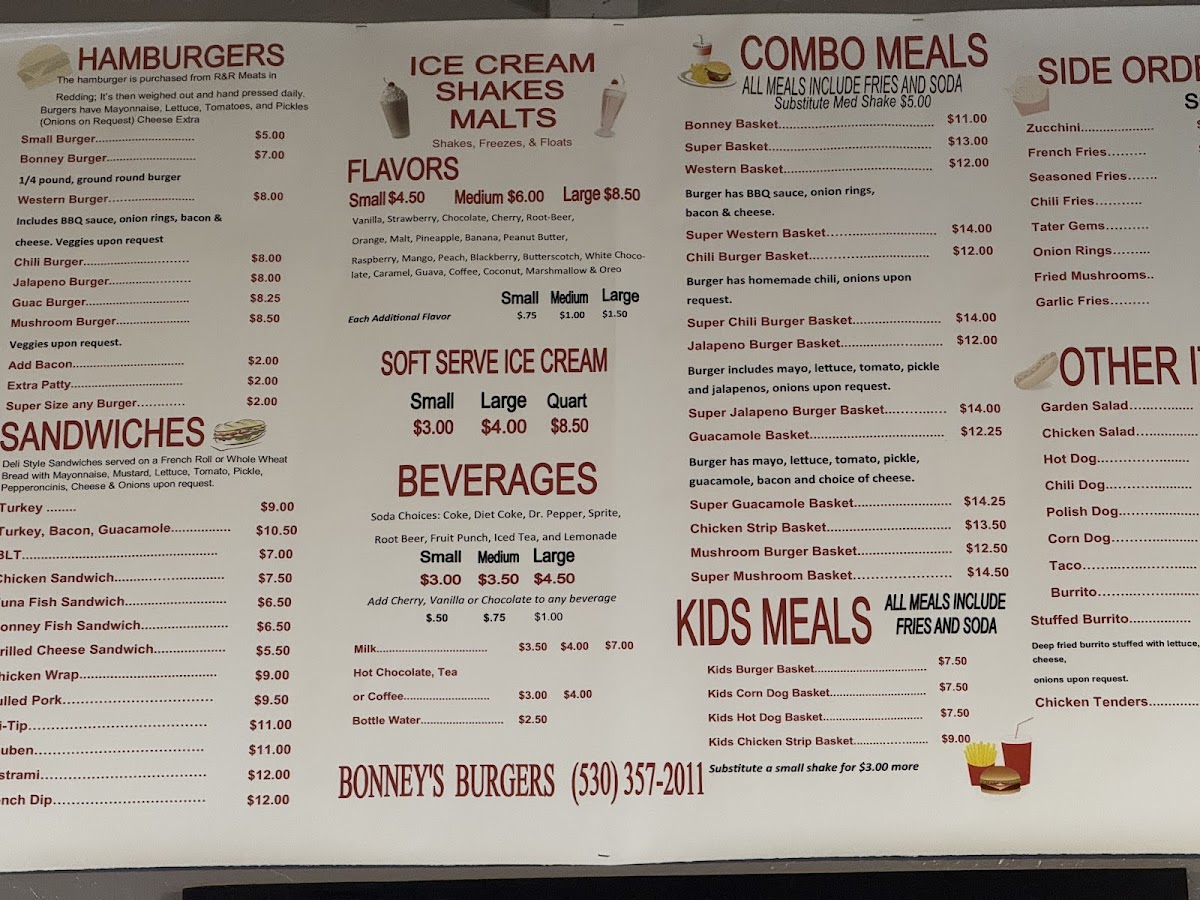 HAMBURGERS
The hamburger is purchased from R&R Meats in
Redding; It's then weighed out and hand pressed daily.
Burgers have Mayonnaise, Lettuce, Tomatoes, and Pickles
(Onions on Request) Cheese Extra
Small Burger............................ $5.00
Bonney Burger......................... $7.00
1/4 pound, ground round burger
Western Burger........................ $8.00
Includes BBQ sauce, onion rings, bacon &
cheese. Veggies upon request
Chili Burger............................. $8.00
Jalapeno Burger...................... $8.00
Guac Burger............................ $8.25
Mushroom Burger.................... $8.50
Veggies upon request.
Add Bacon............................... $2.00
Extra Patty............................... $2.00
Super Size any Burger............. $2.00
SANDWICHES
Deli Style Sandwiches served on a French Roll or Whole Wheat
Bread with Mayonnaise, Mustard, Lettuce, Tomato, Pickle,
Pepperoncinis, Cheese & Onions upon request.
Turkey ........ $9.00
Turkey, Bacon, Guacamole............... $10.50
BLT.................................................. $7.00
Chicken Sandwich............................ $7.50
una Fish Sandwich.......................... $6.50
onney Fish Sandwich...................... $6.50
rilled Cheese Sandwich................... $5.50
hicken Wrap................................... $9.00
ulled Pork...................................... $9.50
i-Tip............................................. $11.00
uben............................................. $11.00
strami........................................... $12.00
nch Dip......................................... $12.00
ICE CREAM
SHAKES
MALTS
Shakes, Freezes, & Floats
FLAVORS
Small $4.50 Medium $6.00 Large $8.50
Vanilla, Strawberry, Chocolate, Cherry, Root-Beer,
Orange, Malt, Pineapple, Banana, Peanut Butter,
Raspberry, Mango, Peach, Blackberry, Butterscotch, White Choco-
late, Caramel, Guava, Coffee, Coconut, Marshmallow & Oreo
Small Medium Large
Each Additional Flavor $.75 $1.00 $1.50
SOFT SERVE ICE CREAM
Small Large Quart
$3.00 $4.00 $8.50
BEVERAGES
Soda Choices: Coke, Diet Coke, Dr. Pepper, Sprite,
Root Beer, Fruit Punch, Iced Tea, and Lemonade
Small Medium Large
$3.00 $3.50 $4.50
Add Cherry, Vanilla or Chocolate to any beverage
$.50 $.75 $1.00
Milk................................ $3.50 $4.00 $7.00
Hot Chocolate, Tea
or Coffee......................... $3.00 $4.00
Bottle Water........................ $2.50
BONNEY'S BURGERS (530) 357-2011
COMBO MEALS
ALL MEALS INCLUDE FRIES AND SODA
Substitute Med Shake $5.00
Bonney Basket........................................ $11.00
Super Basket.......................................... $13.00
Western Basket...................................... $12.00
Burger has BBQ sauce, onion rings,
bacon & cheese.
Super Western Basket............................ $14.00
Chili Burger Basket................................ $12.00
Burger has homemade chili, onions upon
request.
Super Chili Burger Basket....................... $14.00
Jalapeno Burger Basket.......................... $12.00
Burger includes mayo, lettuce, tomato, pickle
and jalapenos, onions upon request.
Super Jalapeno Burger Basket............... $14.00
Guacamole Basket.................................. $12.25
Burger has mayo, lettuce, tomato, pickle,
guacamole, bacon and choice of cheese.
Super Guacamole Basket........................ $14.25
Chicken Strip Basket............................... $13.50
Mushroom Burger Basket........................ $12.50
Super Mushroom Basket......................... $14.50
KIDS MEALS
ALL MEALS INCLUDE
FRIES AND SODA
Kids Burger Basket................................ $7.50
Kids Corn Dog Basket............................ $7.50
Kids Hot Dog Basket.............................. $7.50
Kids Chicken Strip Basket...................... $9.00
Substitute a small shake for $3.00 more
SIDE ORDE
S
Zucchini......................
French Fries.........
Seasoned Fries.......
Chili Fries...........
Tater Gems..........
Onion Rings.........
Fried Mushrooms..
Garlic Fries.........
OTHER I
Garden Salad................
Chicken Salad...............
Hot Dog........................
Chili Dog......................
Polish Dog....................
Corn Dog......................
Taco.............................
Burrito.........................
Stuffed Burrito...............
Deep fried burrito stuffed with lettuce,
cheese,
onions upon request.
Chicken Tenders............